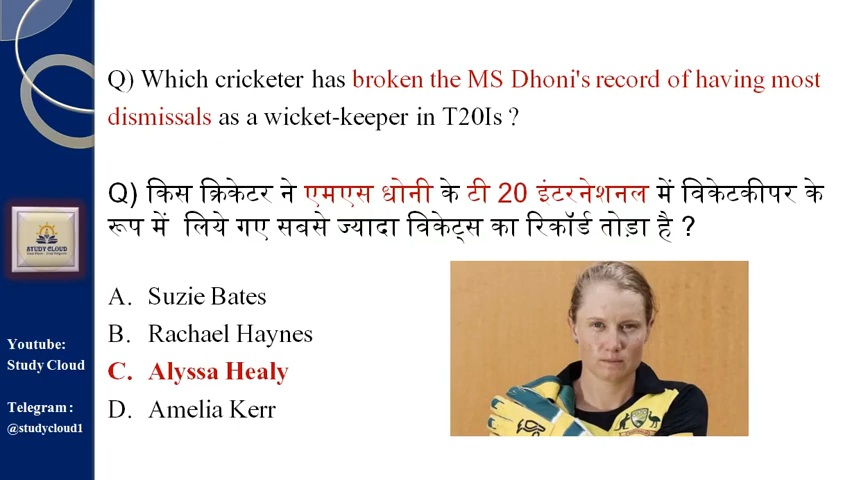 Q) Which cricketer has broken the MS Dhoni's record of having most
dismissals as a wicket-keeper in T20Is ?
Q) किस क्रिकेटर ने एमएस धोनी के टी 20 इंटरनेशनल में विकेटकीपर के
रूप में लिये गए सबसे ज्यादा विकेट्स का रिकॉर्ड तोड़ा है ?
A. Suzie Bates
B. Rachael Haynes
C. Alyssa Healy
D. Amelia Kerr
STUDY CLOUD
Youtube:
Study Cloud
Telegram :
@studycloud1